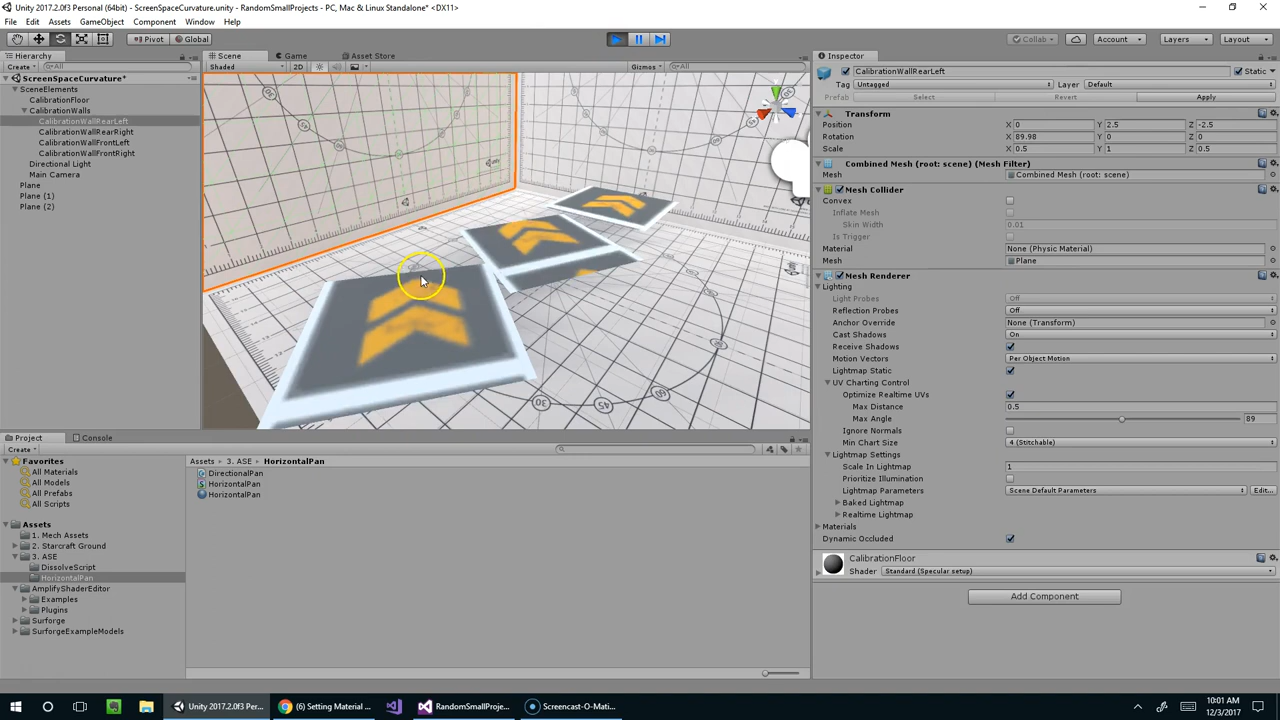 Unity 2017.2.0f3 Personal (64bit) - ScreenSpaceCurvature.unity - RandomSmallProjects - PC, Mac & Linux Standalone* <DX11>
File Edit Assets GameObject Component Window Help
Pivot Global Collab Account Layers Layout
Hierarchy Scene Game Asset Store Inspector
Create All Shaded 2D Gizmos All
ScreenSpaceCurvature*
SceneElements
CalibrationFloor
CalibrationWalls
CalibrationWallRearLeft
CalibrationWallRearRight
CalibrationWallFrontLeft
CalibrationWallFrontRight
Directional Light
Main Camera
Plane
Plane (1)
Plane (2)
30 45 60
CalibrationWallRearLeft Static
Tag Untagged Layer Default
Prefab Select Revert Apply
Transform
Position X 0 Y 2.5 Z -2.5
Rotation X 89.98 Y 0 Z 0
Scale X 0.5 Y 1 Z 0.5
Combined Mesh (root: scene) (Mesh Filter)
Mesh Combined Mesh (root: scene)
Mesh Collider
Convex
Inflate Mesh
Skin Width 0.01
Is Trigger
Material None (Physic Material)
Mesh Plane
Mesh Renderer
Lighting
Light Probes Off
Reflection Probes Off
Anchor Override None (Transform)
Cast Shadows On
Receive Shadows
Motion Vectors Per Object Motion
Lightmap Static
UV Charting Control
Optimize Realtime UVs
Max Distance 0.5
Max Angle 89
Ignore Normals
Min Chart Size 4 (Stitchable)
Lightmap Settings
Scale In Lightmap 1
Prioritize Illumination
Lightmap Parameters Scene Default Parameters Edit...
Baked Lightmap
Realtime Lightmap
Materials
Dynamic Occluded
CalibrationFloor
Shader Standard (Specular setup)
Add Component
Project Console
Create
Favorites
All Materials
All Models
All Prefabs
All Scripts
Assets
1. Mech Assets
2. Starcraft Ground
3. ASE
DissolveScript
HorizontalPan
AmplifyShaderEditor
Examples
Plugins
Surforge
SurforgeExampleModels
Assets 3. ASE HorizontalPan
DirectionalPan
HorizontalPan
HorizontalPan
Unity 2017.2.0f3 Per... (6) Setting Material ... RandomSmallProje... Screencast-O-Mati...
10:01 AM
12/3/2017